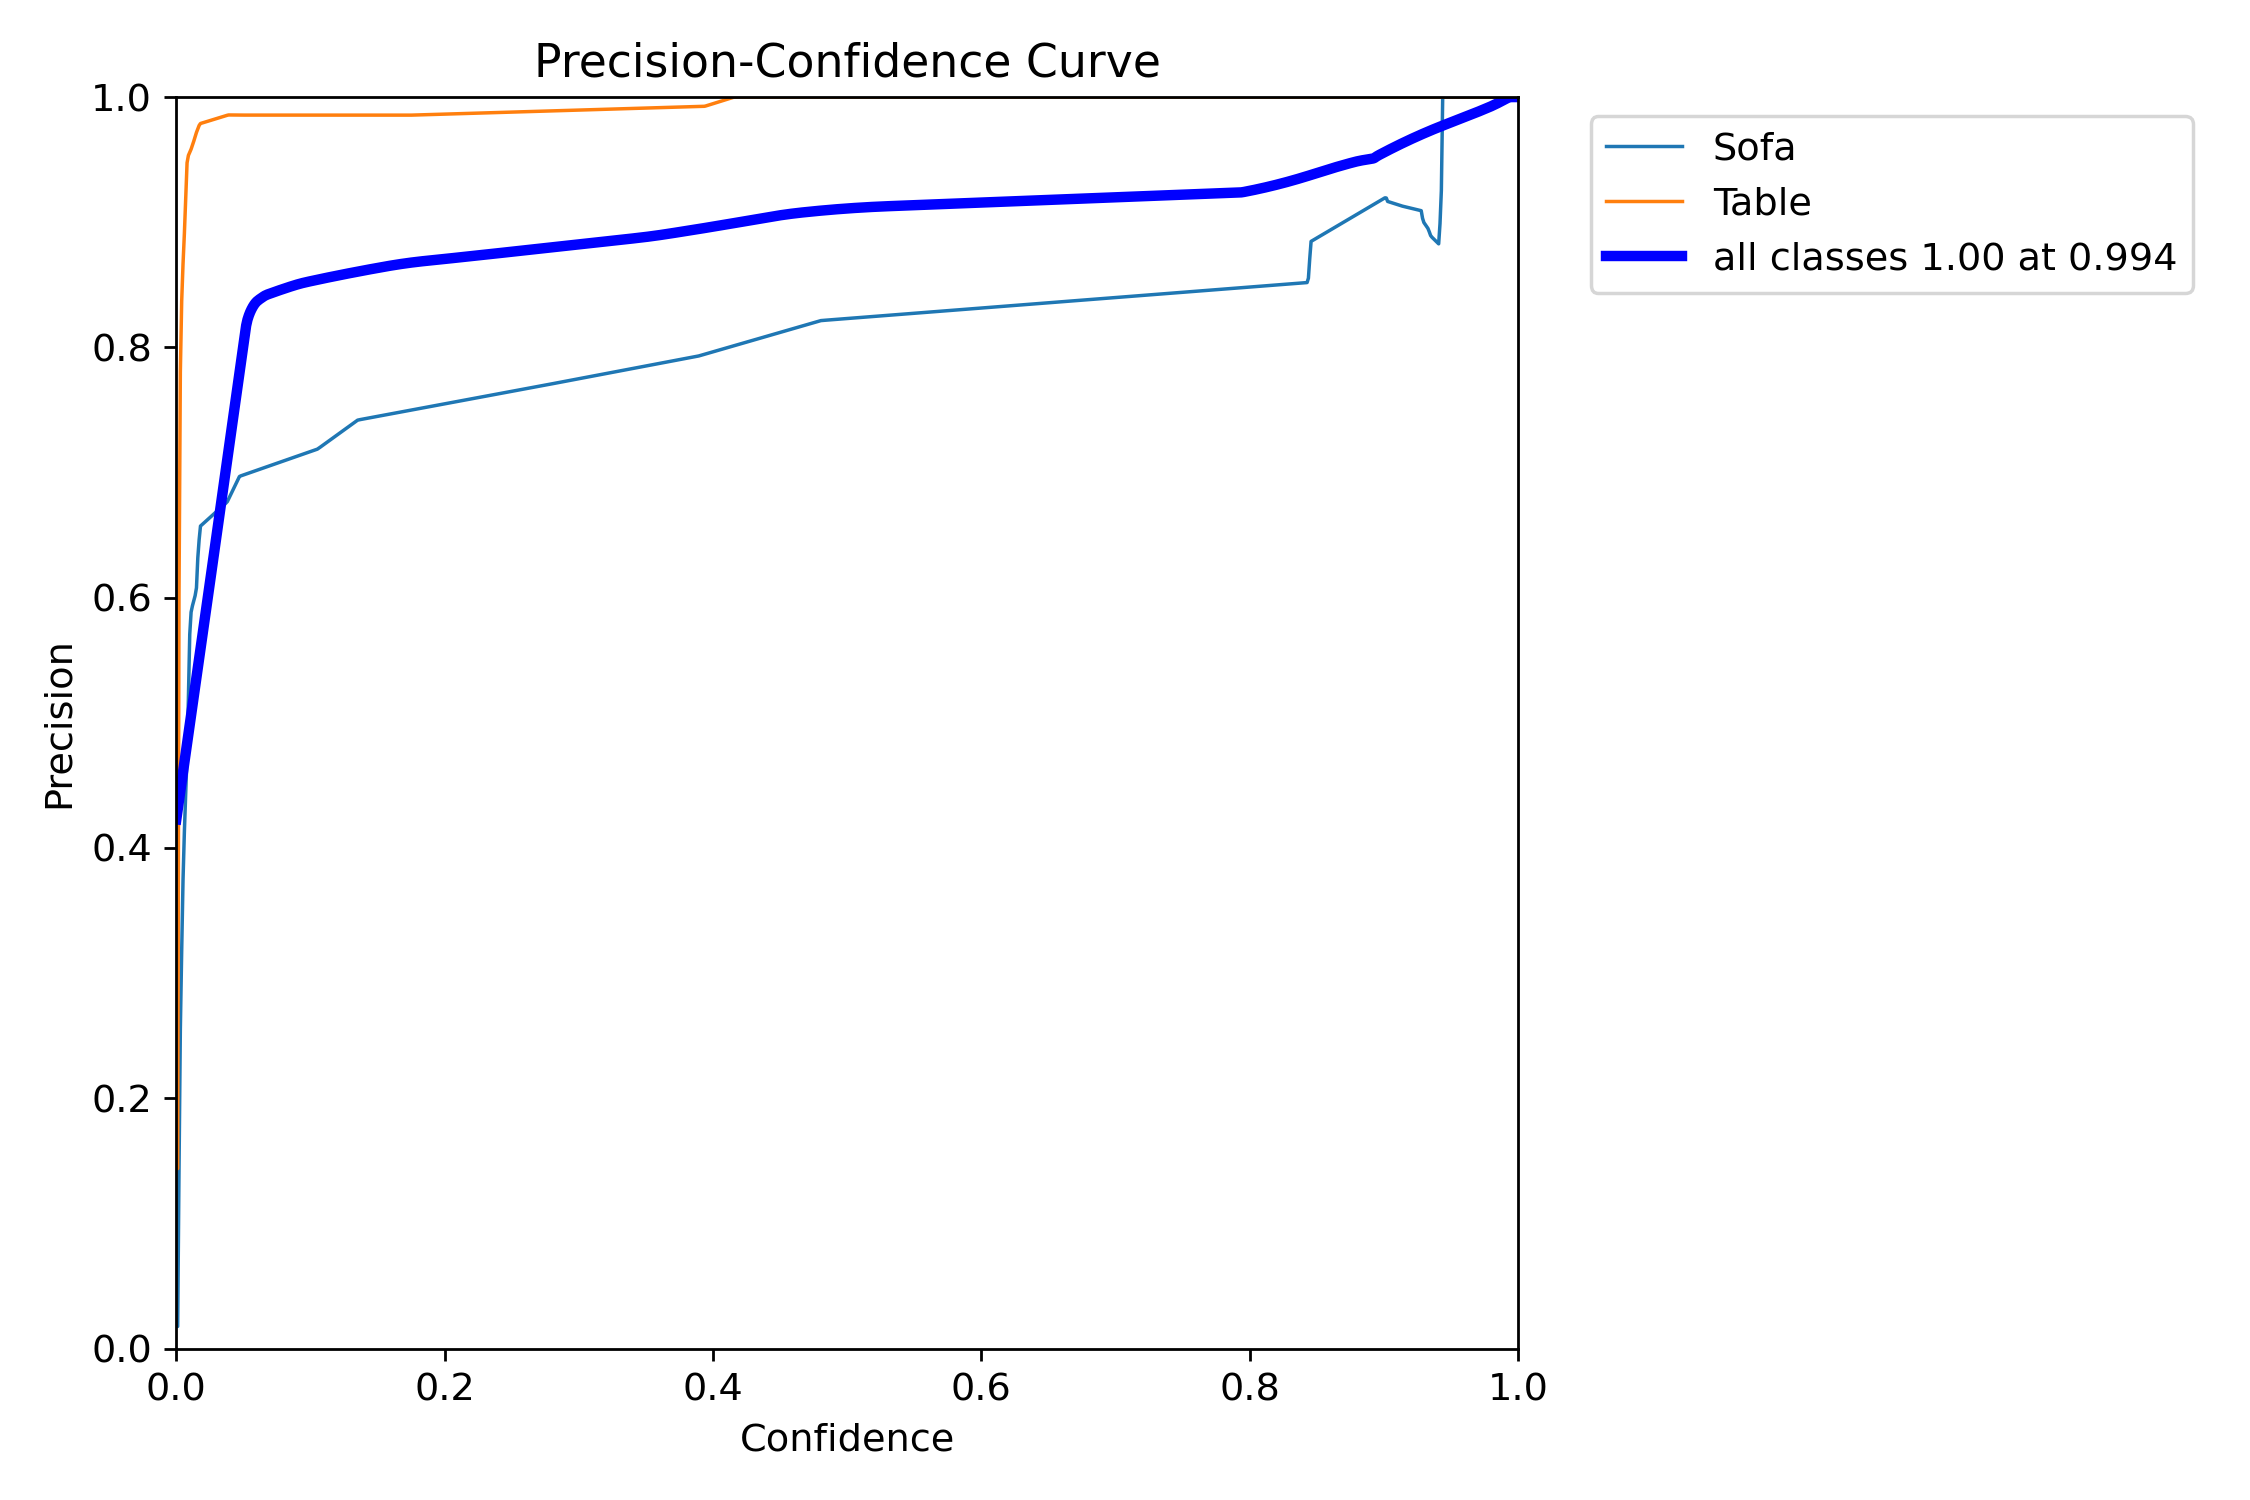 Precision-Confidence Curve
1.0
0.8
0.6
0.4
0.2
0.0
Precision
0.0 0.2 0.4 0.6 0.8 1.0
Confidence
Sofa
Table
all classes 1.00 at 0.994